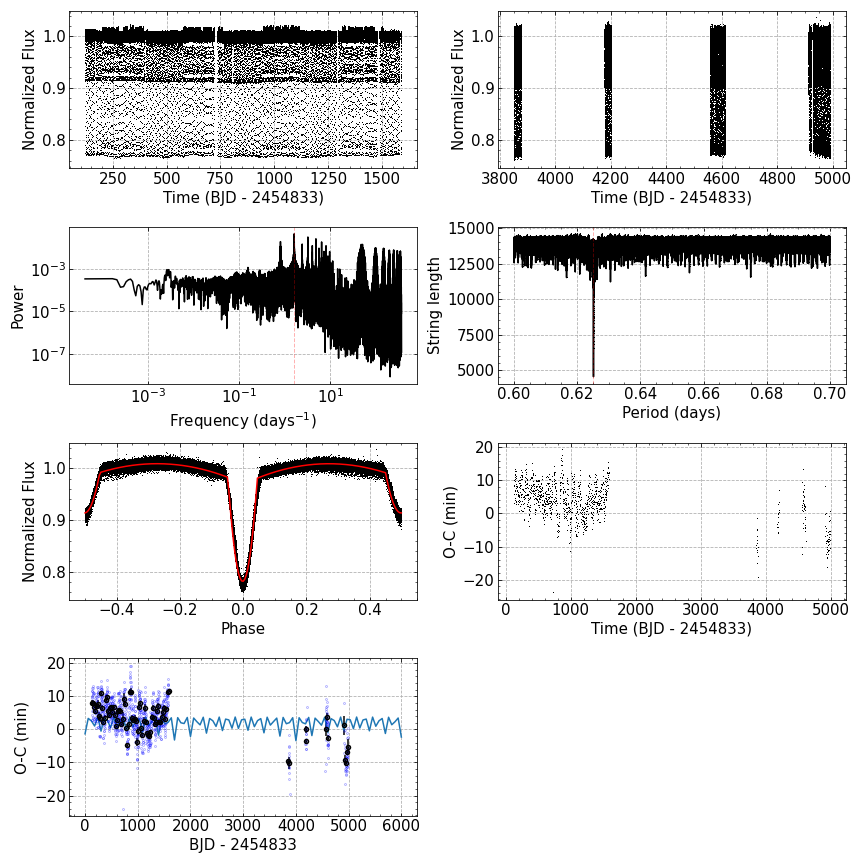 Normalized Flux
1.0
0.9
0.8
250 500 750 1000 1250 1500
Time (BJD - 2454833)
Normalized Flux
1.0
0.9
0.8
3800 4000 4200 4400 4600 4800 5000
Time (BJD - 2454833)
Power
10⁻³
10⁻⁵
10⁻⁷
10⁻³ 10⁻¹ 10¹
Frequency (days⁻¹)
String length
15000
12500
10000
7500
5000
0.60 0.62 0.64 0.66 0.68 0.70
Period (days)
Normalized Flux
1.0
0.9
0.8
−0.4 −0.2 0.0 0.2 0.4
Phase
O-C (min)
20
10
0
−10
−20
0 1000 2000 3000 4000 5000
Time (BJD - 2454833)
O-C (min)
20
10
0
−10
−20
0 1000 2000 3000 4000 5000 6000
BJD - 2454833